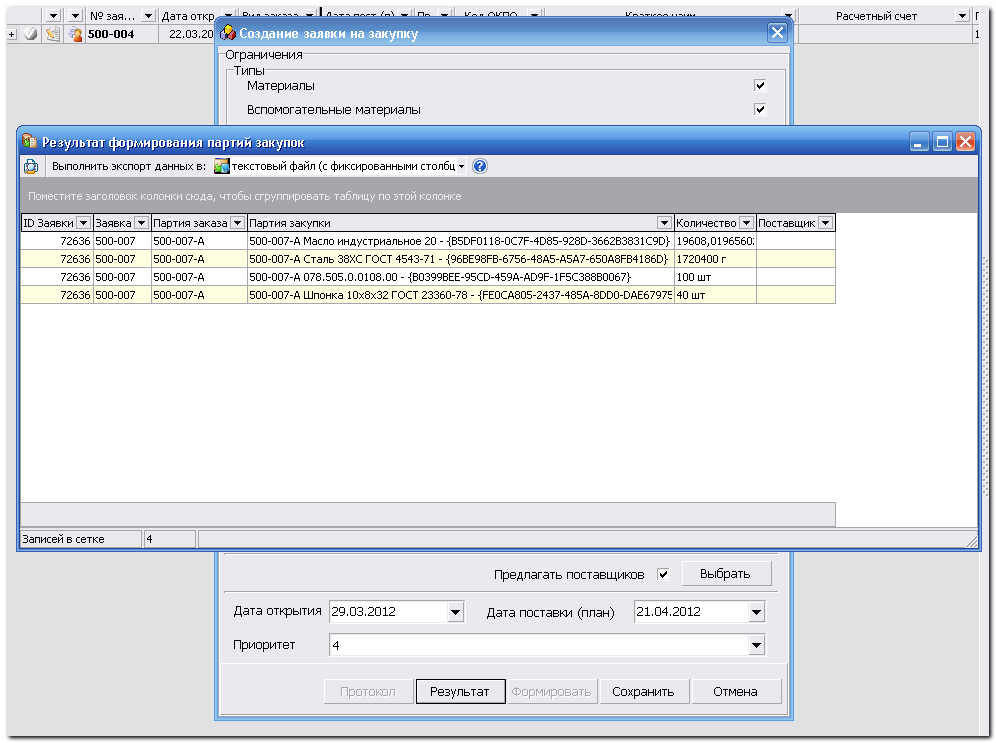 № зая... Дата откр Вид заказа Дата пост.(п) Пр Код ОКПО Краткое наим Расчетный счет
+ 500-004 22.03.20
Создание заявки на закупку
Ограничения
Типы
Материалы
Вспомогательные материалы
Результат формирования партий закупок
Выполнить экспорт данных в: текстовый файл (с фиксированными столбц
Поместите заголовок колонки сюда, чтобы сгруппировать таблицу по этой колонке
ID Заявки Заявка Партия заказа Партия закупки Количество Поставщик
72636 500-007 500-007-А 500-007-А Масло индустриальное 20 - {B5DF0118-0C7F-4D85-928D-3662B3831C9D} 19608,0196560
72636 500-007 500-007-А 500-007-А Сталь 38ХС ГОСТ 4543-71 - {96BE98FB-6756-48A5-A5A7-650A8FB4186D} 1720400 г
72636 500-007 500-007-А 500-007-А 078.505.0.0108.00 - {B0399BEE-95CD-459A-AD9F-1F5C388B0067} 100 шт
72636 500-007 500-007-А 500-007-А Шпонка 10х8х32 ГОСТ 23360-78 - {FE0CA805-2437-485A-8DD0-DAE67975 40 шт
Записей в сетке 4
Предлагать поставщиков Выбрать
Дата открытия 29.03.2012 Дата поставки (план) 21.04.2012
Приоритет 4
Протокол Результат Формировать Сохранить Отмена